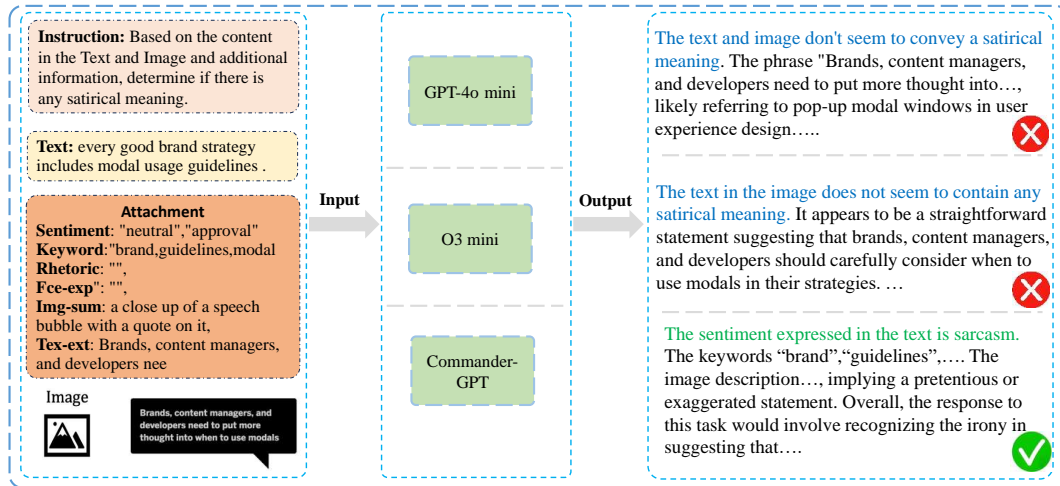 Instruction: Based on the content
in the Text and Image and additional
information, determine if there is
any satirical meaning.
Text: every good brand strategy
includes modal usage guidelines .
Attachment
Sentiment: "neutral","approval"
Keyword:"brand,guidelines,modal
Rhetoric: "",
Fce-exp": "",
Img-sum: a close up of a speech
bubble with a quote on it,
Tex-ext: Brands, content managers,
and developers nee
Image
Brands, content managers, and
developers need to put more
thought into when to use modals
Input
GPT-4o mini
O3 mini
Commander-
GPT
Output
The text and image don't seem to convey a satirical
meaning. The phrase "Brands, content managers,
and developers need to put more thought into…,
likely referring to pop-up modal windows in user
experience design…..
The text in the image does not seem to contain any
satirical meaning. It appears to be a straightforward
statement suggesting that brands, content managers,
and developers should carefully consider when to
use modals in their strategies. …
The sentiment expressed in the text is sarcasm.
The keywords “brand”,“guidelines”,…. The
image description…, implying a pretentious or
exaggerated statement. Overall, the response to
this task would involve recognizing the irony in
suggesting that….